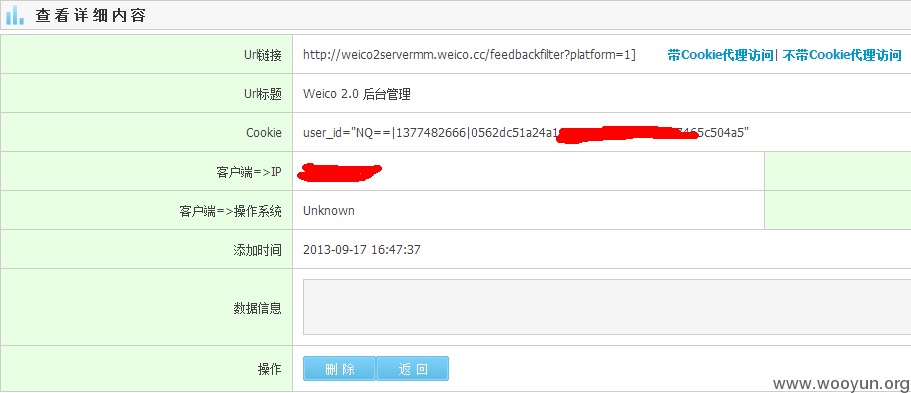 查看详细内容
Url链接 http://weico2servermm.weico.cc/feedbackfilter?platform=1] 带Cookie代理访问| 不带Cookie代理访问
Url标题 Weico 2.0 后台管理
Cookie user_id="NQ==|1377482666|0562dc51a24a1 465c504a5"
客户端=>IP
客户端=>操作系统 Unknown
添加时间 2013-09-17 16:47:37
数据信息
操作 删 除 返 回
www.wooyun.org